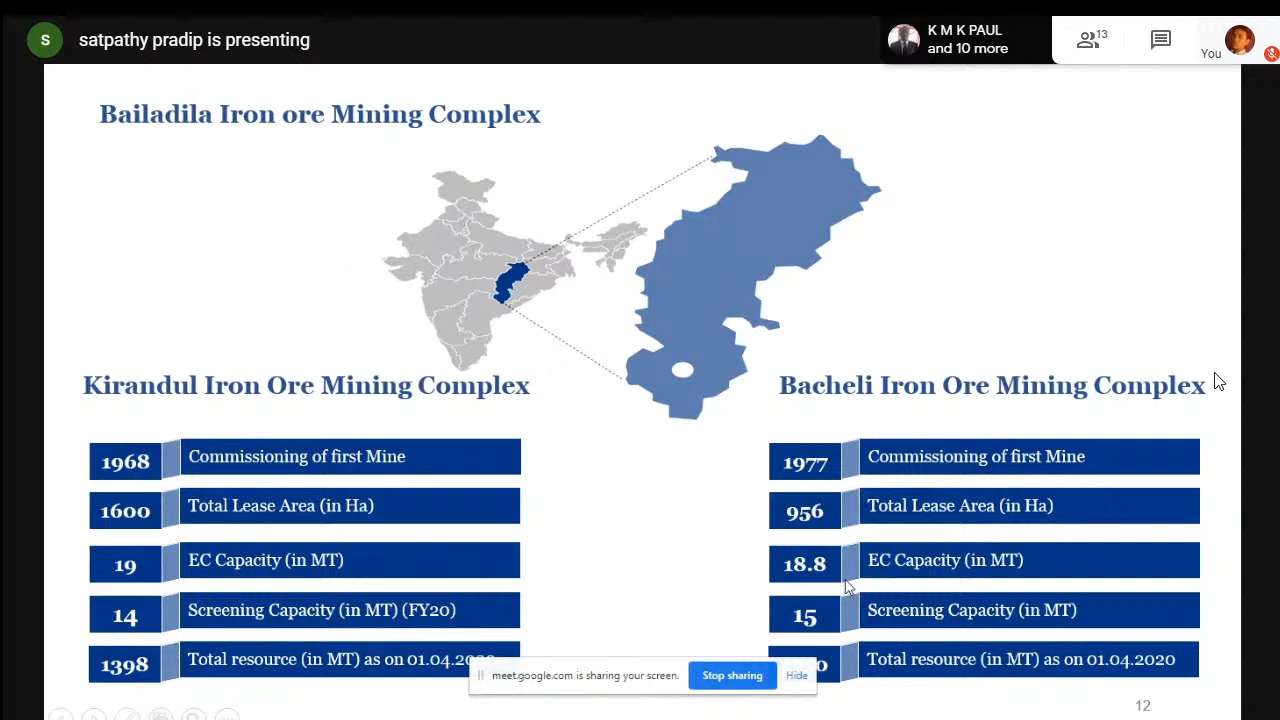 S
satpathy pradip is presenting
K M K PAUL
and 10 more
13
You
Bailadila Iron ore Mining Complex
Kirandul Iron Ore Mining Complex
1968 Commissioning of first Mine
1600 Total Lease Area (in Ha)
19 EC Capacity (in MT)
14 Screening Capacity (in MT) (FY20)
1398 Total resource (in MT) as on
Bacheli Iron Ore Mining Complex
1977 Commissioning of first Mine
956 Total Lease Area (in Ha)
18.8 EC Capacity (in MT)
15 Screening Capacity (in MT)
Total resource (in MT) as on 01.04.2020
meet.google.com is sharing your screen. Stop sharing Hide
12